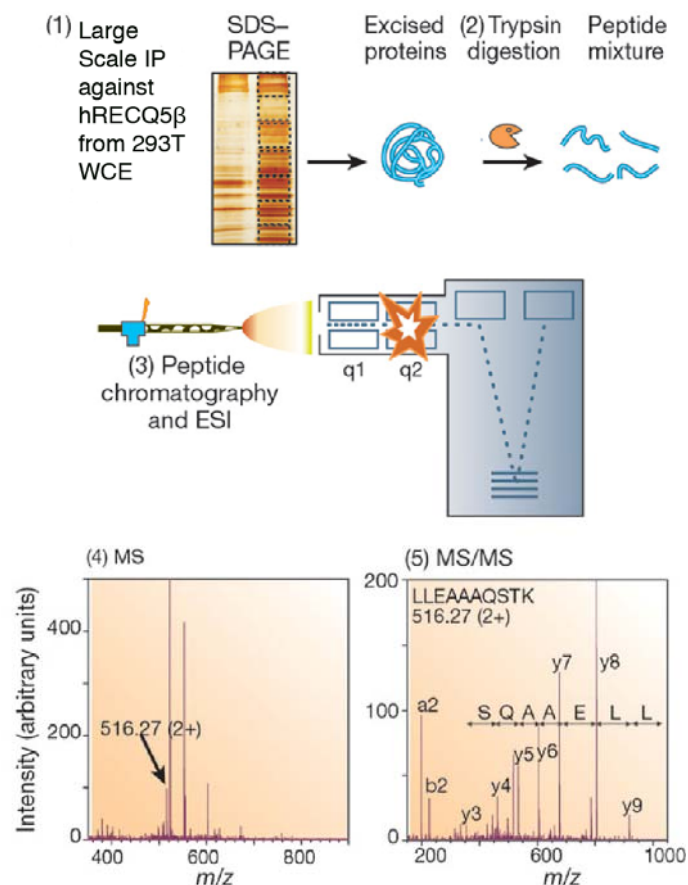 (1) Large
Scale IP
against
hRECQ5β
from 293T
WCE
SDS–
PAGE
Excised
proteins
(2) Trypsin
digestion
Peptide
mixture
(3) Peptide
chromatography
and ESI
q1
q2
(4) MS
Intensity (arbitrary units)
400
200
0
516.27 (2+)
400
600
800
m/z
(5) MS/MS
200
100
0
LLEAAAQSTK
516.27 (2+)
y7
y8
a2
S Q A A E L L
y5
y6
b2
y4
y3
y9
200
600
1000
m/z